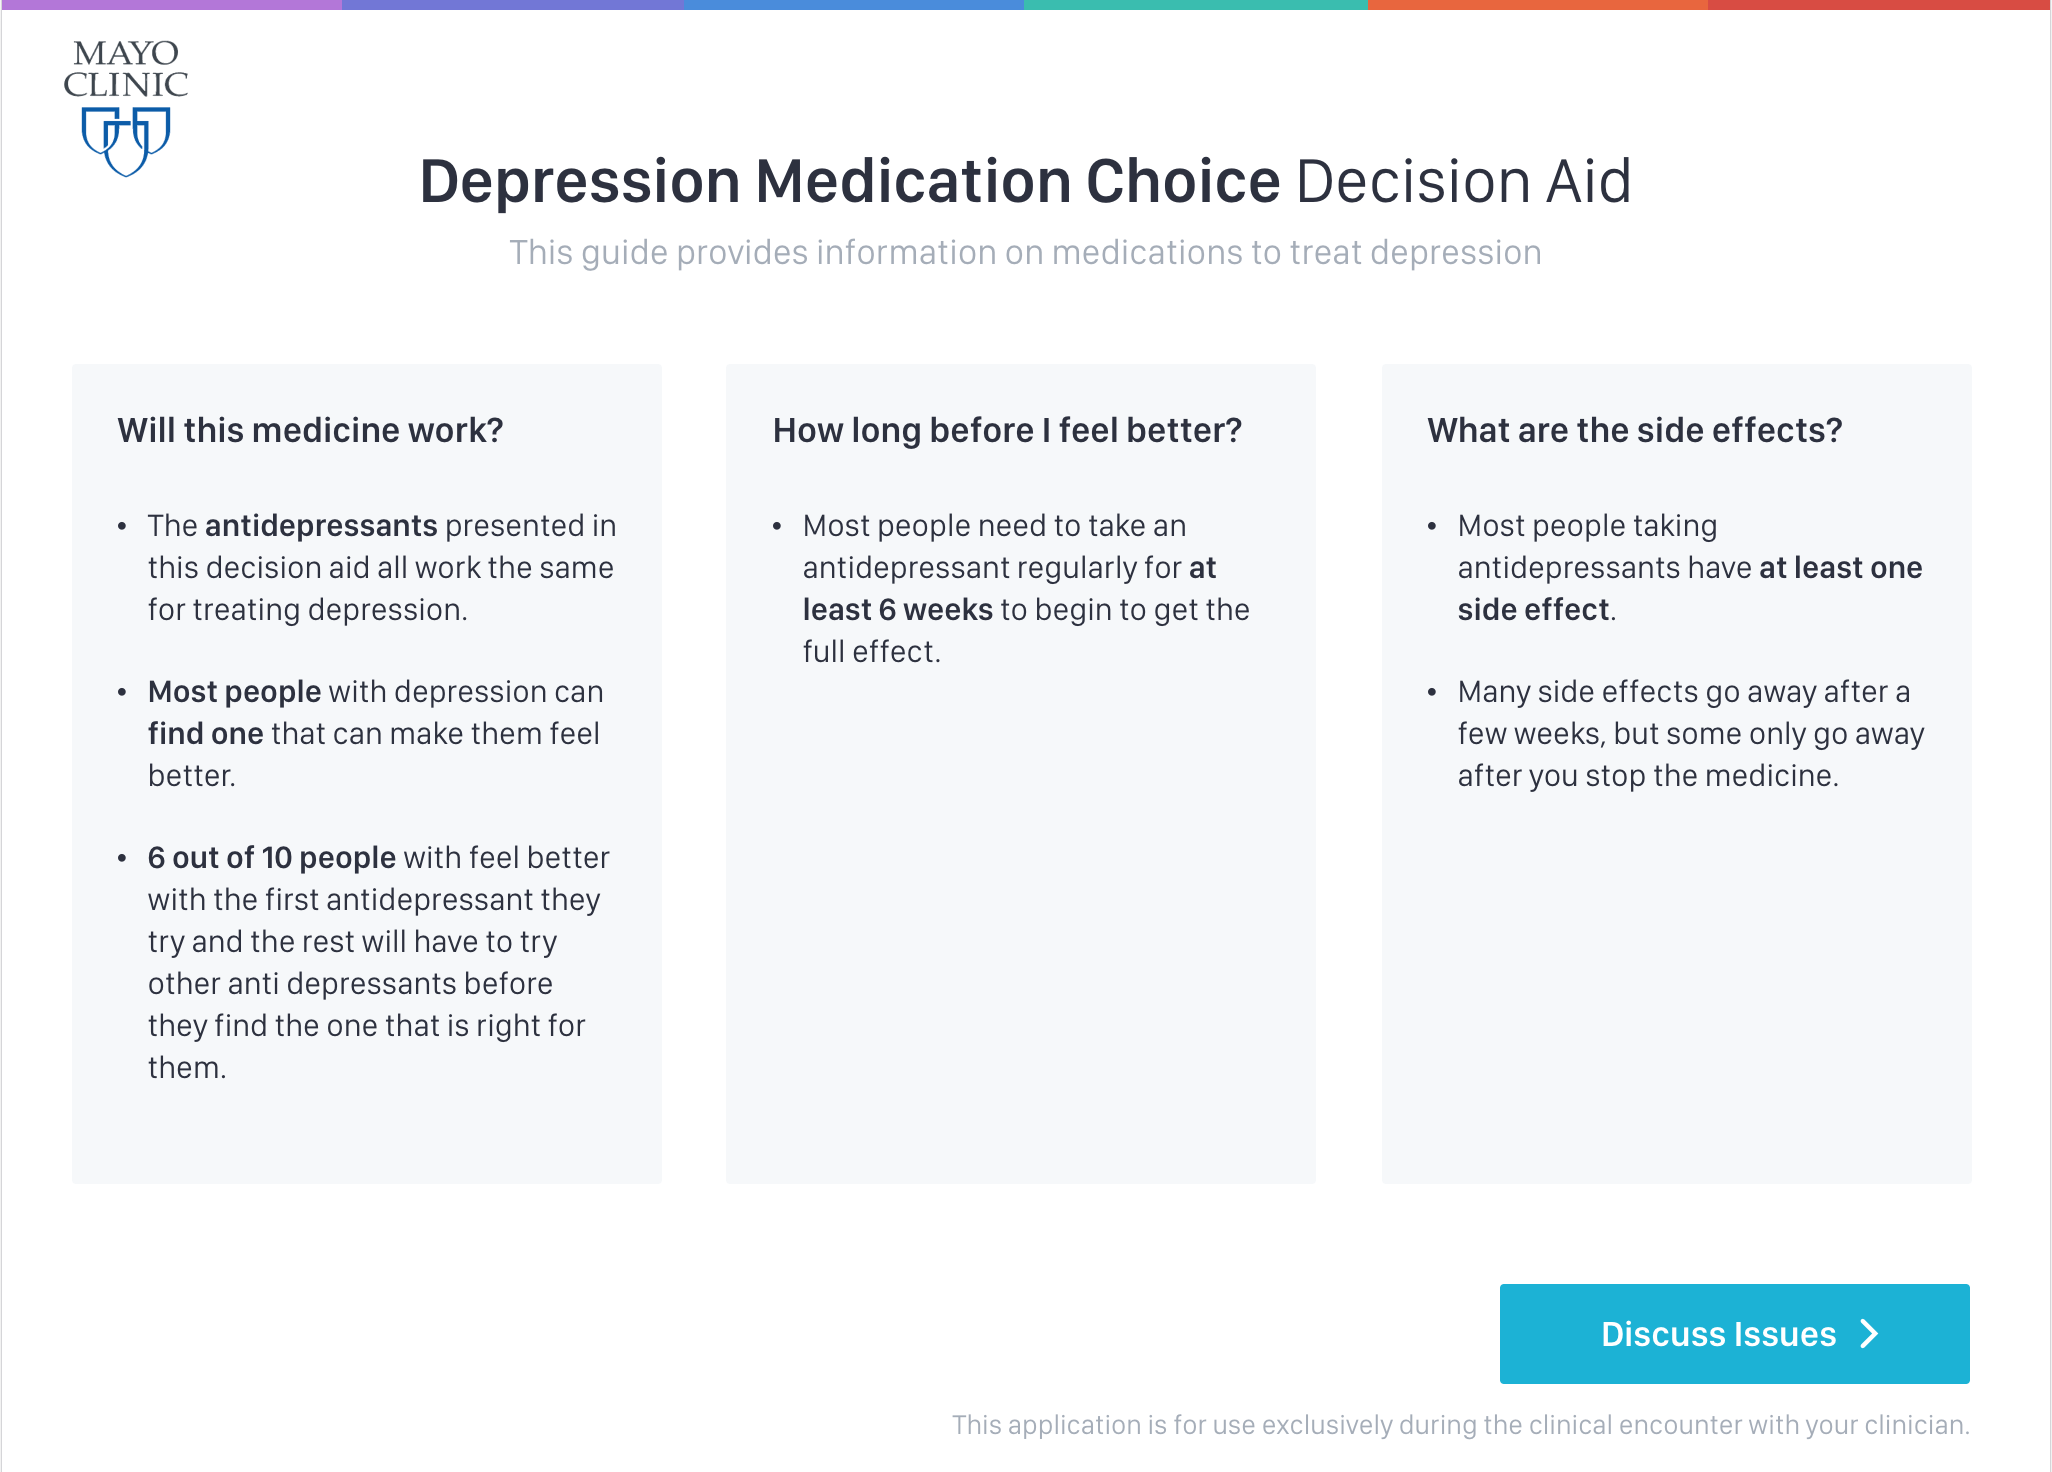 MAYO
CLINIC
Depression Medication Choice Decision Aid
This guide provides information on medications to treat depression
Will this medicine work?
• The antidepressants presented in
this decision aid all work the same
for treating depression.
• Most people with depression can
find one that can make them feel
better.
• 6 out of 10 people with feel better
with the first antidepressant they
try and the rest will have to try
other anti depressants before
they find the one that is right for
them.
How long before I feel better?
• Most people need to take an
antidepressant regularly for at
least 6 weeks to begin to get the
full effect.
What are the side effects?
• Most people taking
antidepressants have at least one
side effect.
• Many side effects go away after a
few weeks, but some only go away
after you stop the medicine.
Discuss Issues
This application is for use exclusively during the clinical encounter with your clinician.